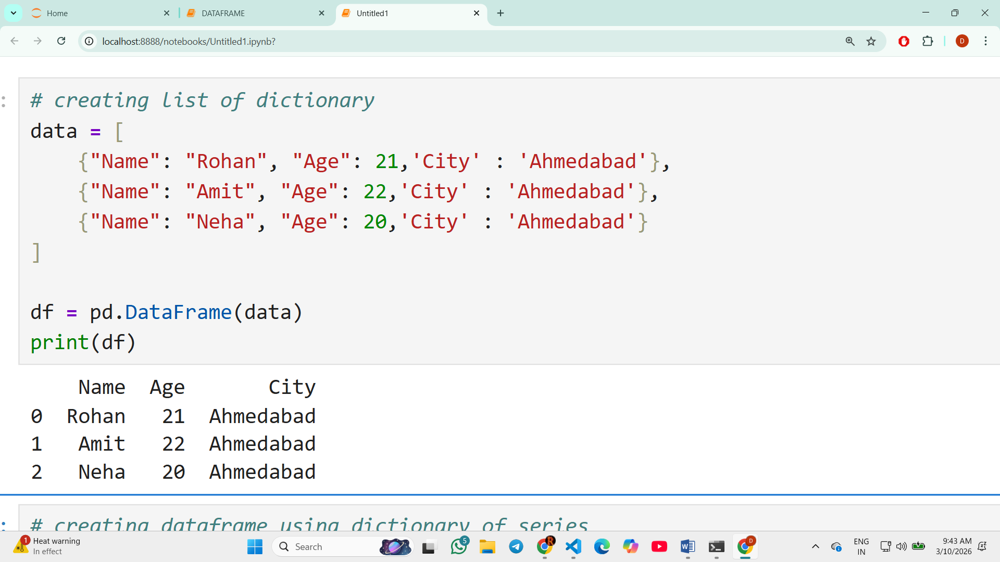 Home
DATAFRAME
Untitled1
localhost:8888/notebooks/Untitled1.ipynb?
D
# creating list of dictionary
data = [
    {"Name": "Rohan", "Age": 21,'City' : 'Ahmedabad'},
    {"Name": "Amit", "Age": 22,'City' : 'Ahmedabad'},
    {"Name": "Neha", "Age": 20,'City' : 'Ahmedabad'}
]
df = pd.DataFrame(data)
print(df)
    Name  Age       City
0  Rohan   21  Ahmedabad
1   Amit   22  Ahmedabad
2   Neha   20  Ahmedabad
# creating dataframe using dictionary of series
1
Heat warning
In effect
Search
5
R
D
ENG
IN
9:43 AM
3/10/2026